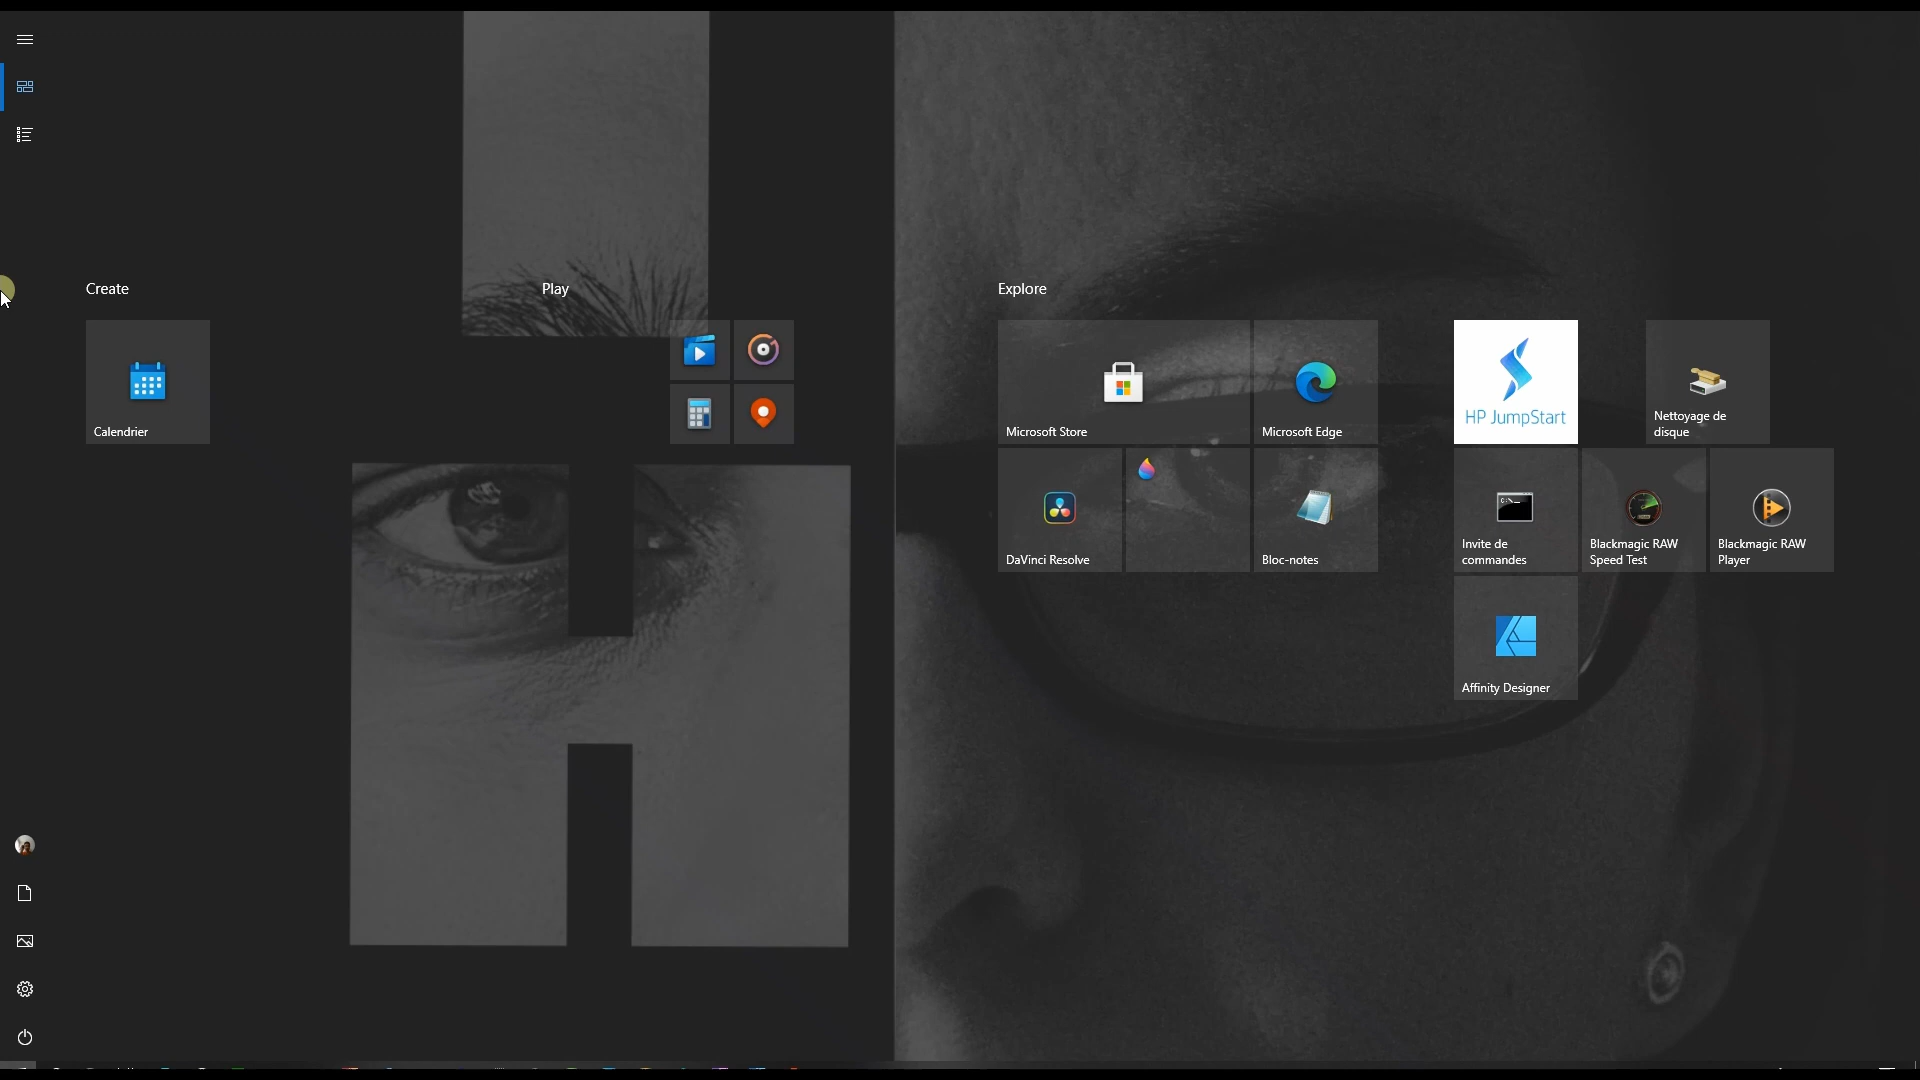 Create
Play
Explore
Calendrier
Microsoft Store
Microsoft Edge
HP JumpStart
Nettoyage de
disque
DaVinci Resolve
Bloc-notes
Invite de
commandes
Blackmagic RAW
Speed Test
Blackmagic RAW
Player
Affinity Designer